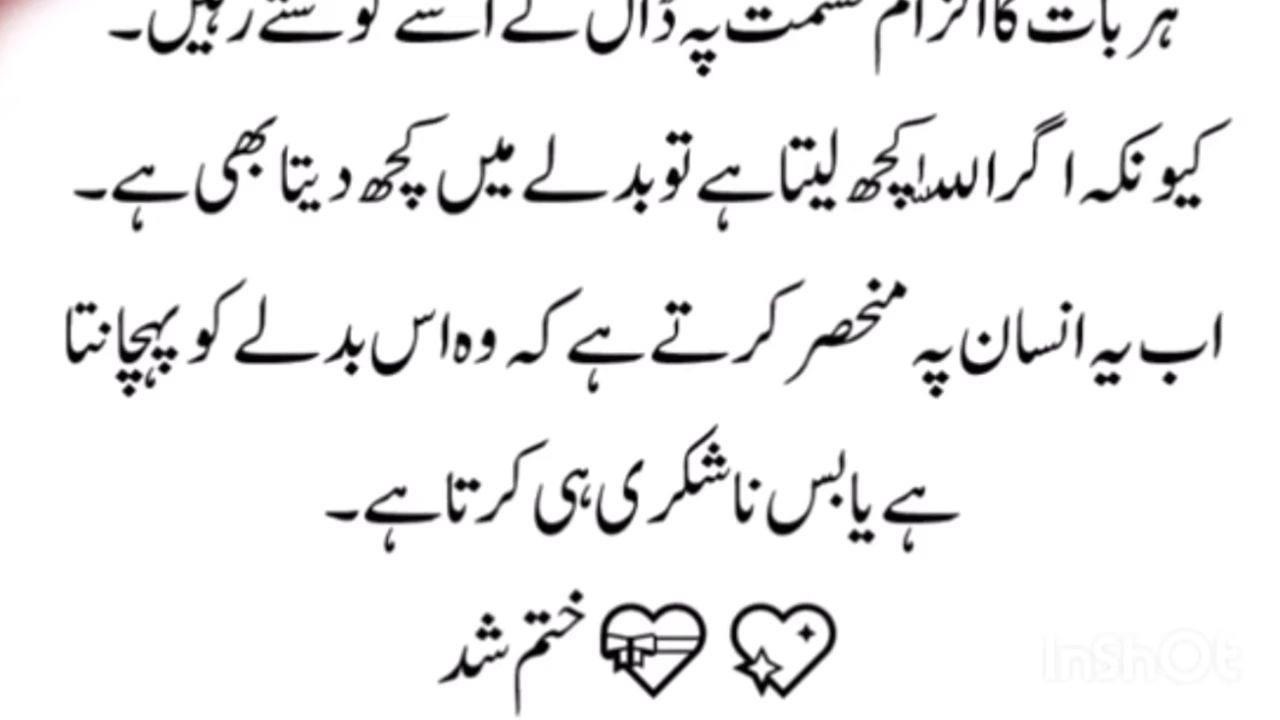 ہر بات کا الزام قسمت پہ ڈال کے اسے کوستے رہیں۔
کیونکہ اگر اللہ کچھ لیتا ہے تو بدلے میں کچھ دیتا بھی ہے۔
اب یہ انسان پہ منحصر کرتے ہے کہ وہ اس بدلے کو پہچانتا
ہے یا بس ناشکری ہی کرتا ہے۔
💖 💝 ختم شد
InShOt